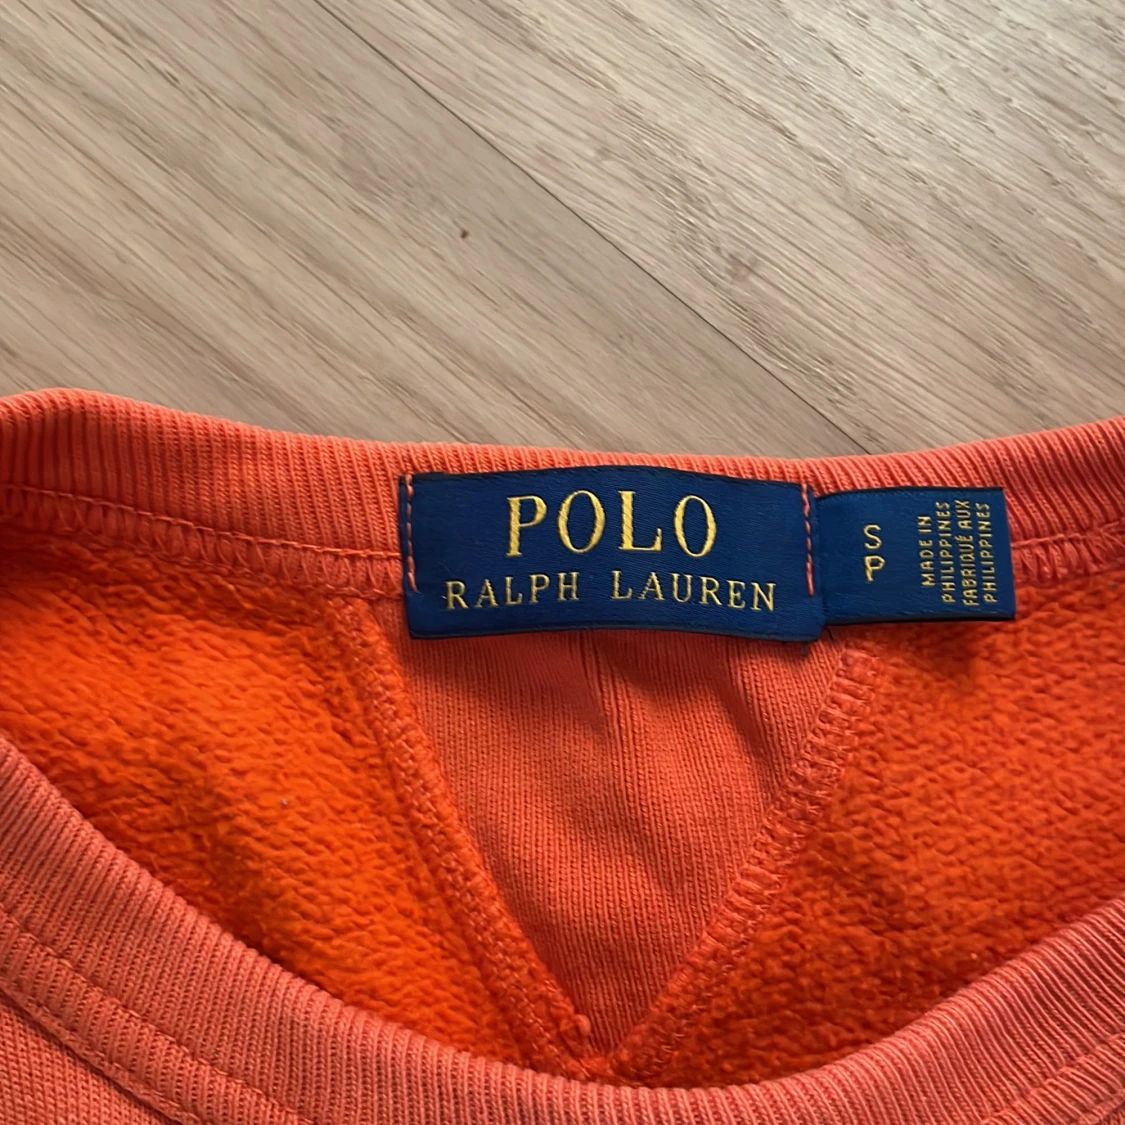 POLO
RALPH LAUREN
S
P
MADE IN
PHILIPPINES
FABRIQUÉ AUX
PHILIPPINES